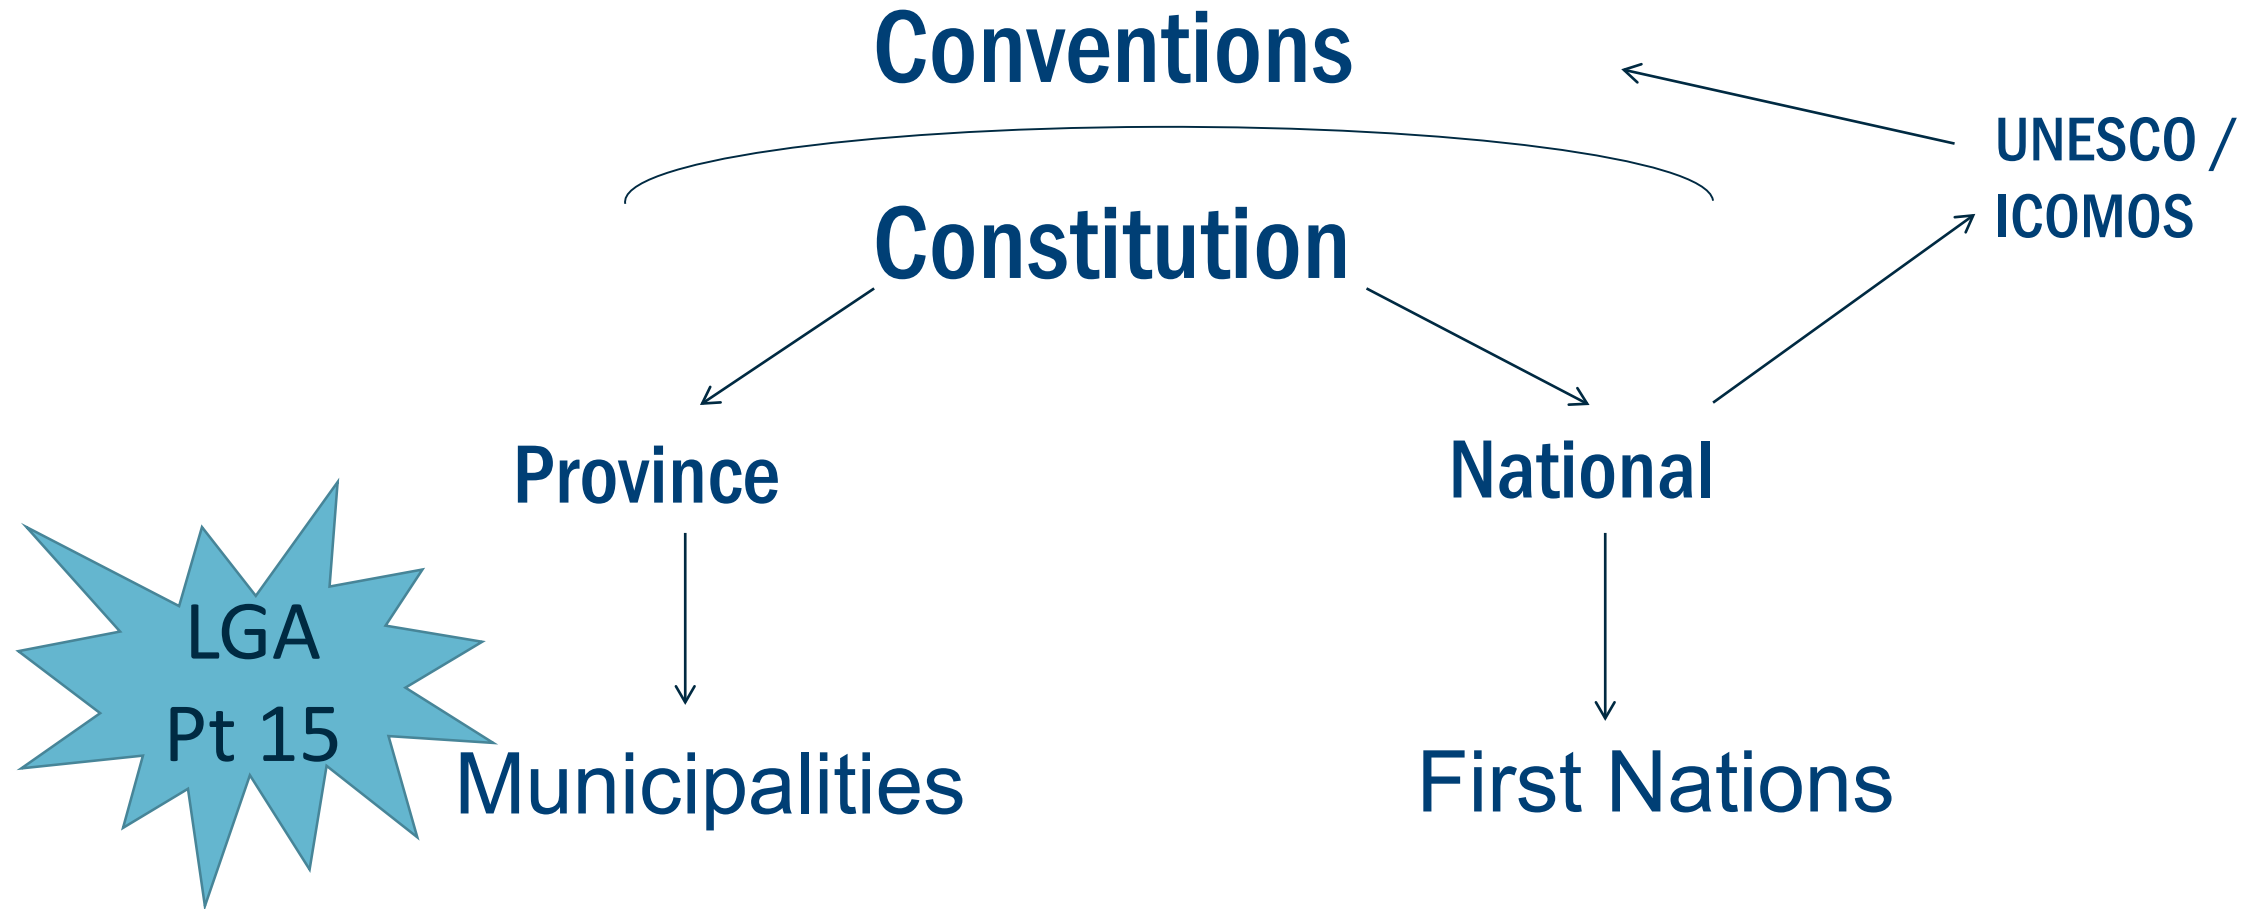 Conventions
UNESCO /
ICOMOS
Constitution
Province
National
LGA
Pt 15
Municipalities
First Nations